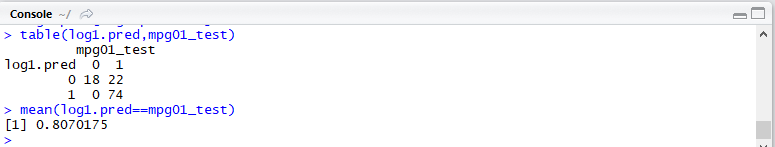 Console ~/
> table(log1.pred,mpg01_test)
         mpg01_test
log1.pred  0  1
        0 18 22
        1  0 74
> mean(log1.pred==mpg01_test)
[1] 0.8070175
>